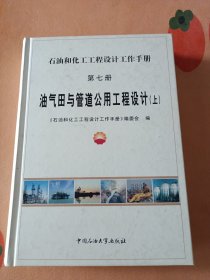 石油和化工工程设计工作手册
第七册
油气田与管道公用工程设计(上)
《石油和化工工程设计工作手册》编委会 编
中国石油大学出版社